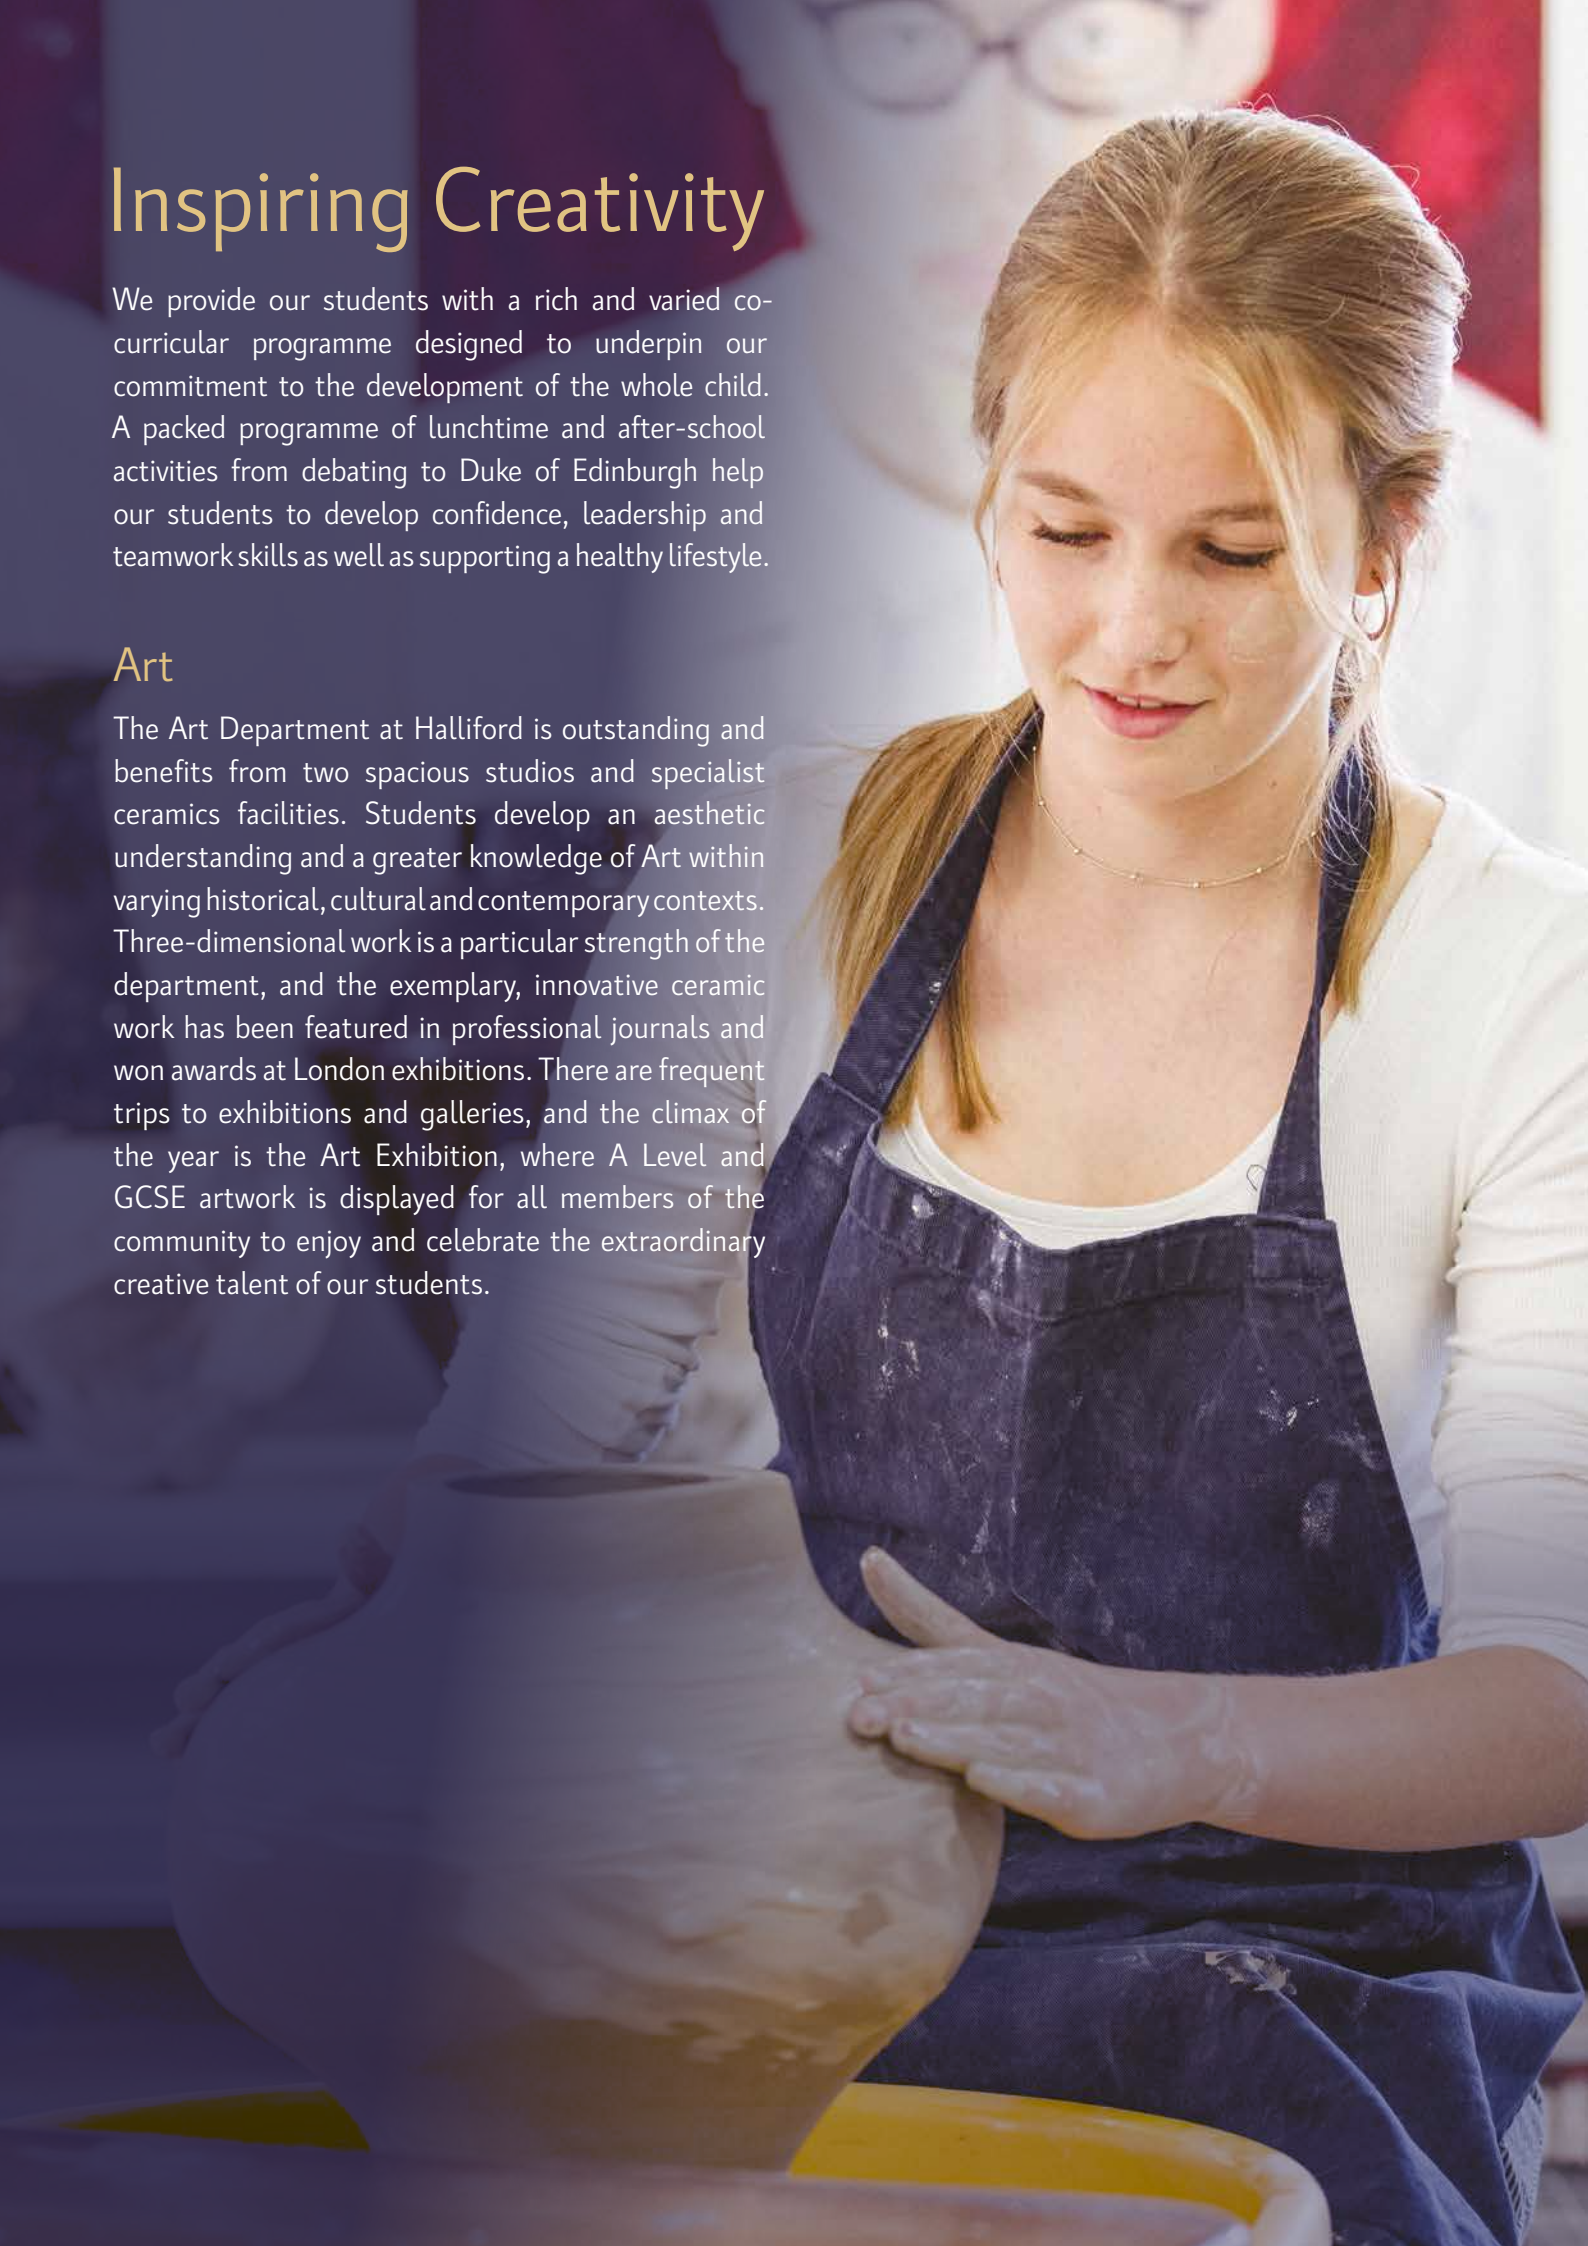 Inspiring Creativity
We provide our students with a rich and varied co-
curricular programme designed to underpin our
commitment to the development of the whole child.
A packed programme of lunchtime and after-school
activities from debating to Duke of Edinburgh help
our students to develop confidence, leadership and
teamwork skills as well as supporting a healthy lifestyle.
Art
The Art Department at Halliford is outstanding and
benefits from two spacious studios and specialist
ceramics facilities. Students develop an aesthetic
understanding and a greater knowledge of Art within
varying historical, cultural and contemporary contexts.
Three-dimensional work is a particular strength of the
department, and the exemplary, innovative ceramic
work has been featured in professional journals and
won awards at London exhibitions. There are frequent
trips to exhibitions and galleries, and the climax of
the year is the Art Exhibition, where A Level and
GCSE artwork is displayed for all members of the
community to enjoy and celebrate the extraordinary
creative talent of our students.